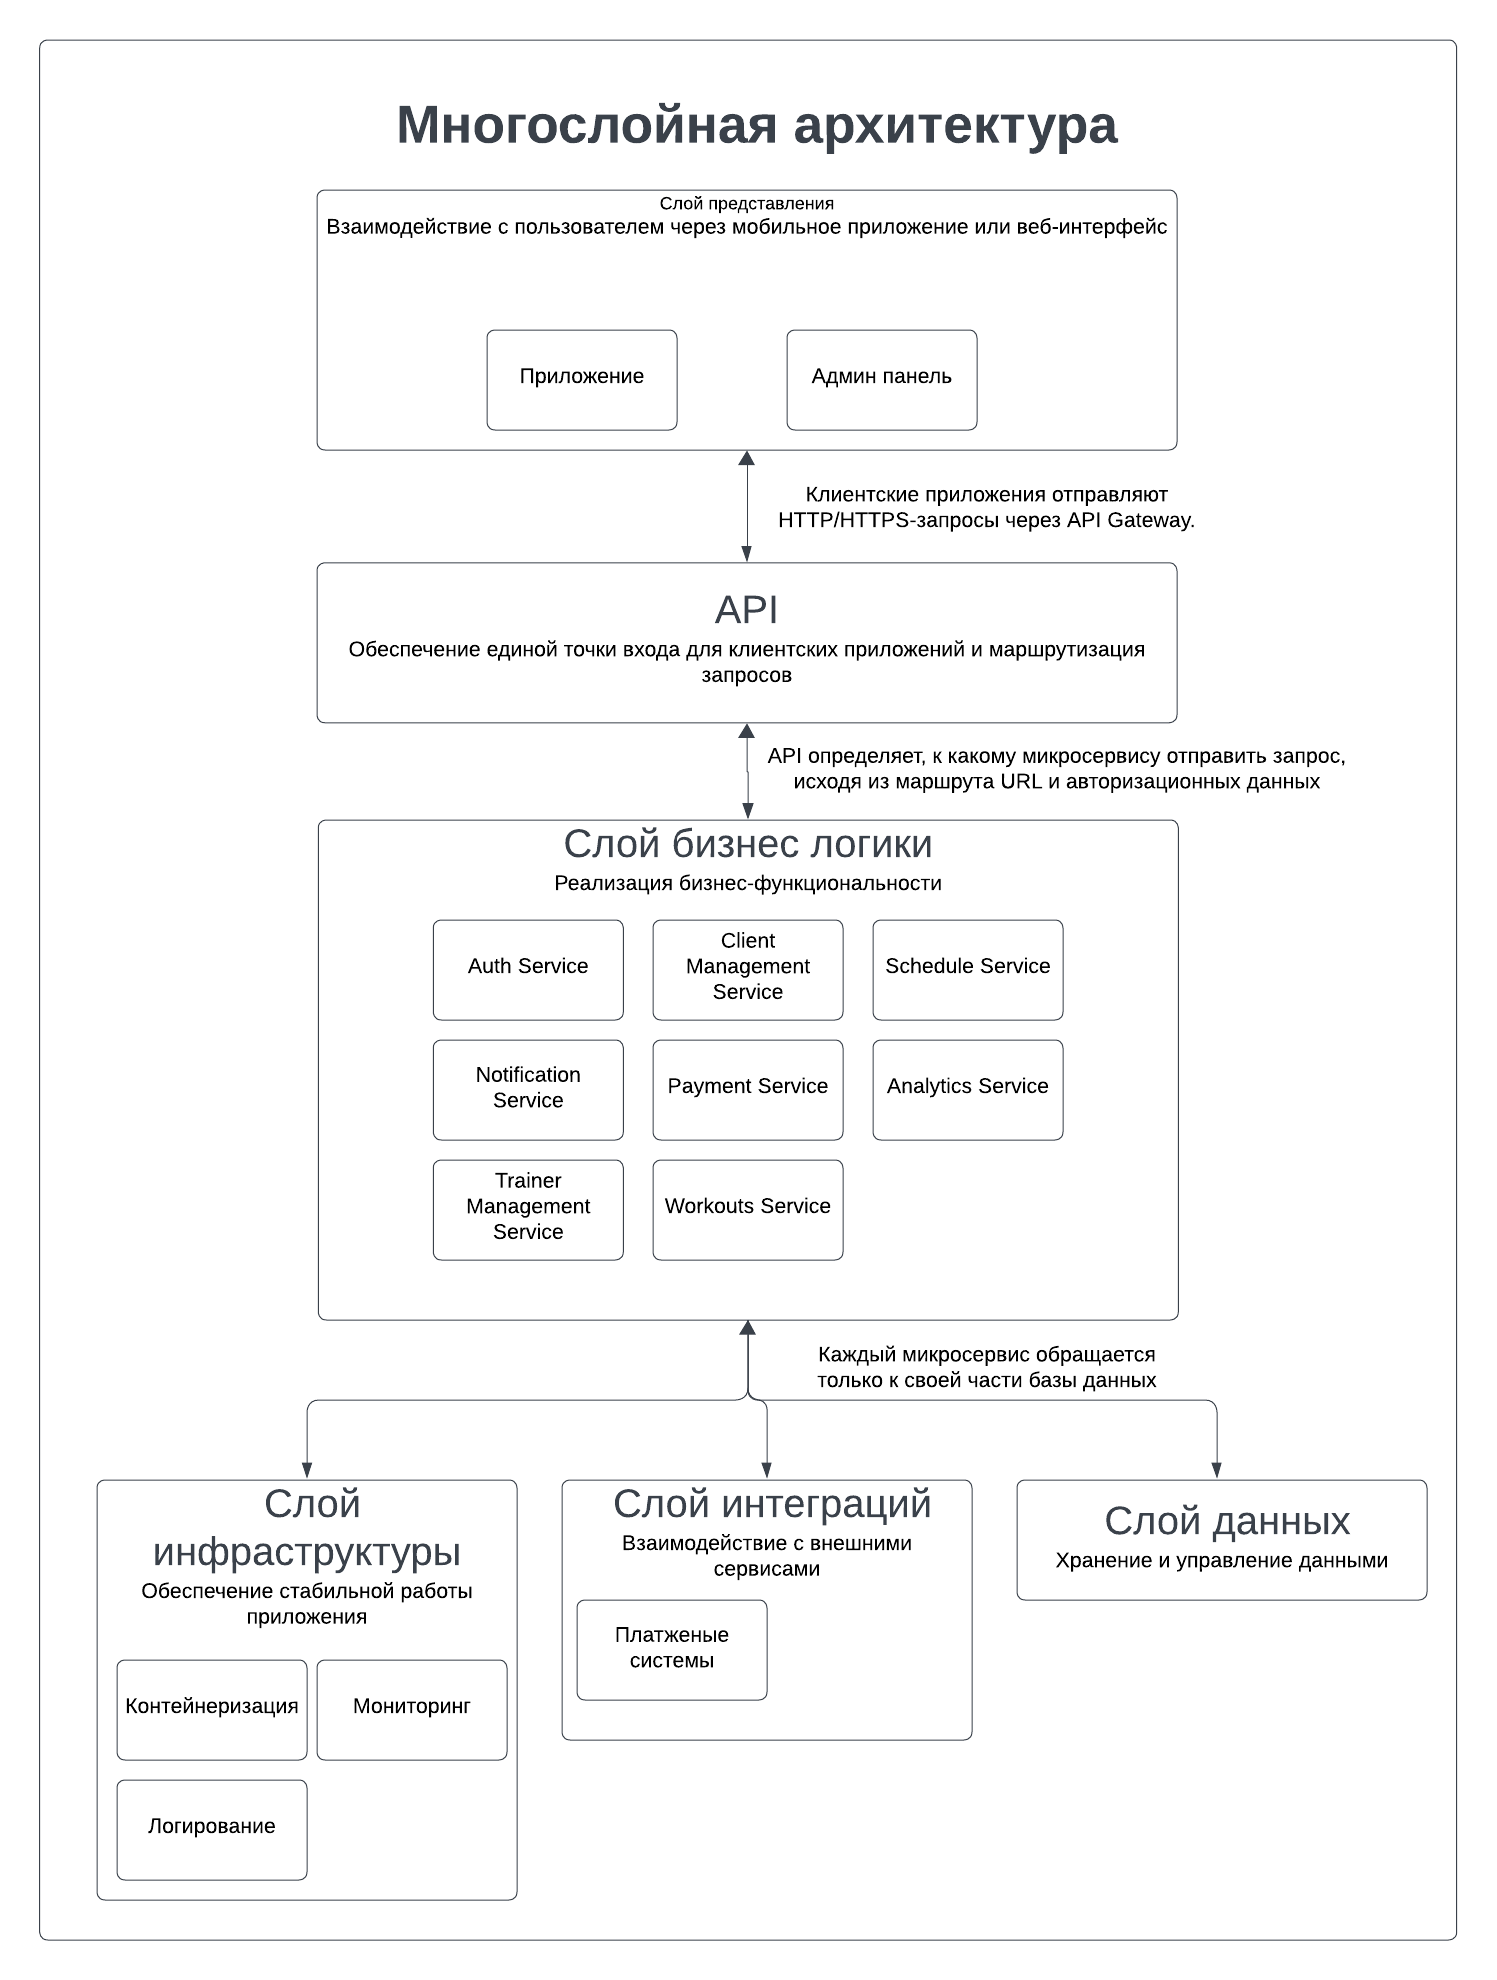 Многослойная архитектура
Слой представления
Взаимодействие с пользователем через мобильное приложение или веб-интерфейс
Приложение
Админ панель
Клиентские приложения отправляют
HTTP/HTTPS-запросы через API Gateway.
API
Обеспечение единой точки входа для клиентских приложений и маршрутизация
запросов
API определяет, к какому микросервису отправить запрос,
исходя из маршрута URL и авторизационных данных
Слой бизнес логики
Реализация бизнес-функциональности
Auth Service
Client
Management
Service
Schedule Service
Notification
Service
Payment Service
Analytics Service
Trainer
Management
Service
Workouts Service
Каждый микросервис обращается
только к своей части базы данных
Слой
инфраструктуры
Обеспечение стабильной работы
приложения
Контейнеризация
Мониторинг
Логирование
Слой интеграций
Взаимодействие с внешними
сервисами
Платженые
системы
Слой данных
Хранение и управление данными